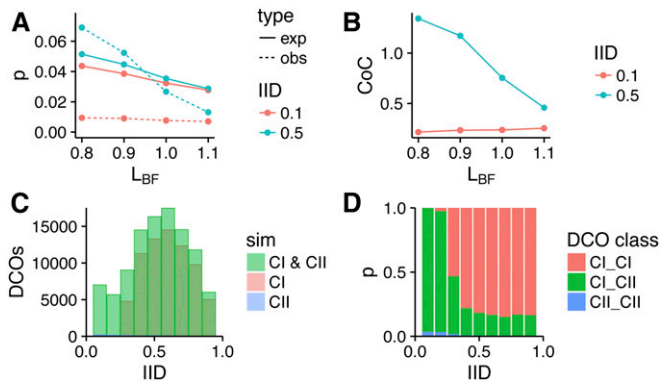 A
0.06
0.04
0.02
0.00
p
0.8 0.9 1.0 1.1
L_BF
type
exp
obs
IID
0.1
0.5
B
1.0
0.5
CoC
0.8 0.9 1.0 1.1
L_BF
IID
0.1
0.5
C
15000
10000
5000
0
DCOs
0.0 0.5 1.0
IID
sim
CI & CII
CI
CII
D
1.0
0.5
0.0
p
0.0 0.5 1.0
IID
DCO class
CI_CI
CI_CII
CII_CII